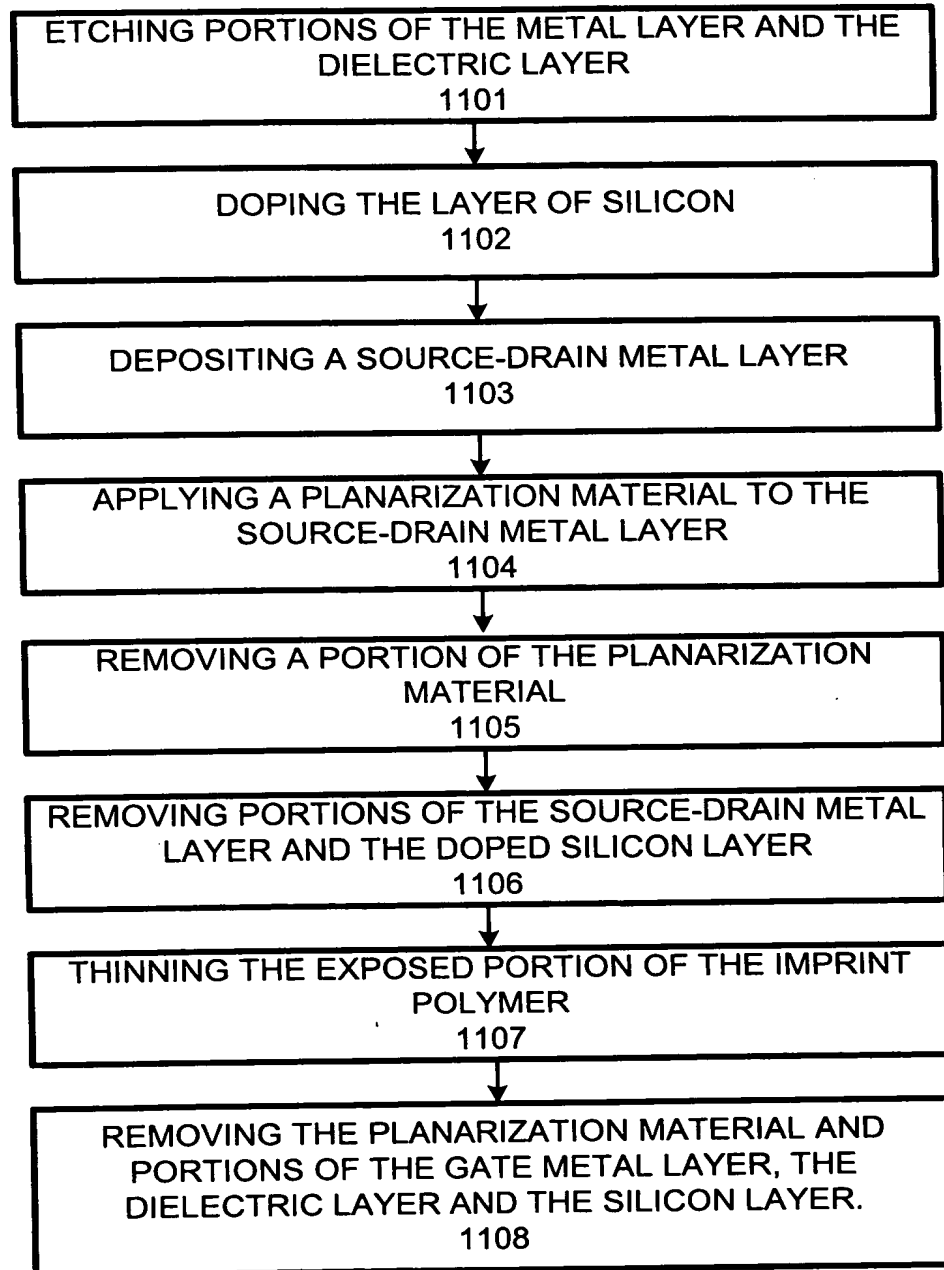 ETCHING PORTIONS OF THE METAL LAYER AND THE
DIELECTRIC LAYER
1101
DOPING THE LAYER OF SILICON
1102
DEPOSITING A SOURCE-DRAIN METAL LAYER
1103
APPLYING A PLANARIZATION MATERIAL TO THE
SOURCE-DRAIN METAL LAYER
1104
REMOVING A PORTION OF THE PLANARIZATION
MATERIAL
1105
REMOVING PORTIONS OF THE SOURCE-DRAIN METAL
LAYER AND THE DOPED SILICON LAYER
1106
THINNING THE EXPOSED PORTION OF THE IMPRINT
POLYMER
1107
REMOVING THE PLANARIZATION MATERIAL AND
PORTIONS OF THE GATE METAL LAYER, THE
DIELECTRIC LAYER AND THE SILICON LAYER.
1108